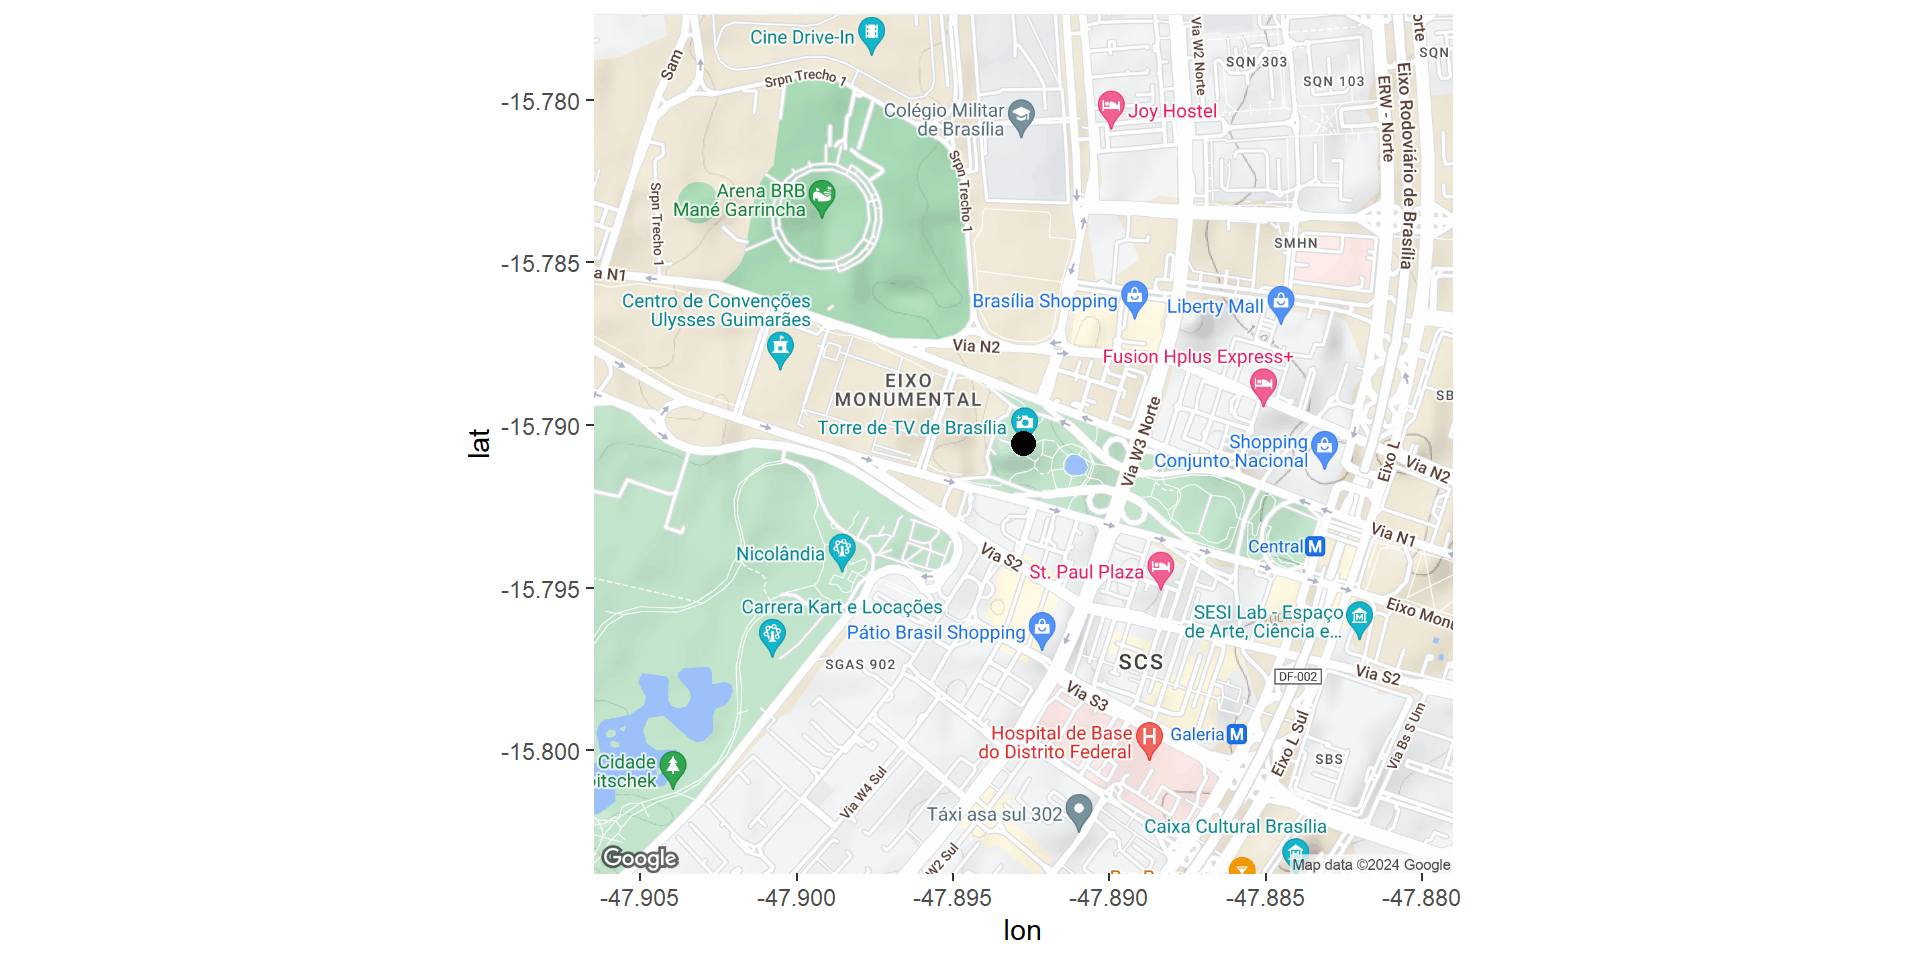 Cine Drive-In
Sam
Srpn Trecho 1
Via W2 Norte
SQN 303
SQN 103
SQN
ERW - Norte
Eixo Rodoviário de Brasília
-15.780
Colégio Militar
de Brasília
Joy Hostel
Srpn Trecho 1
Srpn Trecho 1
Arena BRB
Mané Garrincha
SMHN
-15.785
a N1
Centro de Convenções
Ulysses Guimarães
Brasília Shopping
Liberty Mall
Via N2
Fusion Hplus Express+
EIXO
MONUMENTAL
SB
-15.790
Torre de TV de Brasília
Via W3 Norte
Shopping
Conjunto Nacional
Eixo L
Via N2
lat
Via N1
Central M
Nicolândia
Via S2
St. Paul Plaza
-15.795
Carrera Kart e Locações
SESI Lab - Espaço
de Arte, Ciência e...
Eixo Monu
Pátio Brasil Shopping
SGAS 902
SCS
DF-002
Via S2
Via S3
Via Bs S Um
Hospital de Base
do Distrito Federal
H
Galeria M
Eixo L Sul
-15.800
SBS
Cidade
itschek
Via W4 Sul
Táxi asa sul 302
Caixa Cultural Brasília
W2 Sul
Google
Map data ©2024 Google
-47.905
-47.900
-47.895
-47.890
-47.885
-47.880
lon